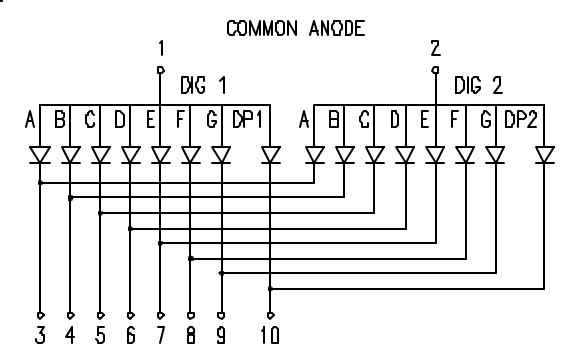 COMMON ANODE
1 2
DIG 1 DIG 2
A B C D E F G DP1 A B C D E F G DP2
3 4 5 6 7 8 9 10